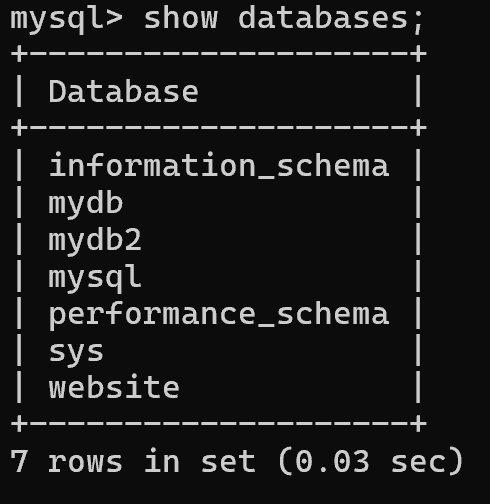 mysql> show databases;
+--------------------+
| Database           |
+--------------------+
| information_schema |
| mydb               |
| mydb2              |
| mysql              |
| performance_schema |
| sys                |
| website            |
+--------------------+
7 rows in set (0.03 sec)